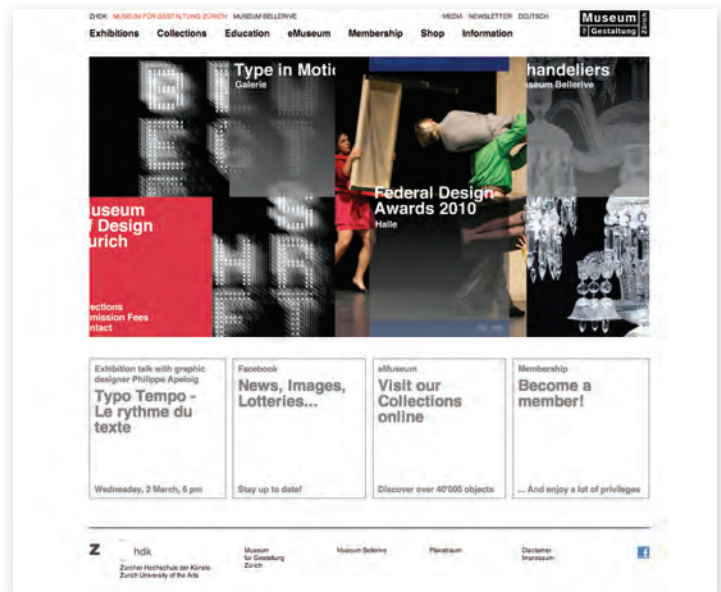 ZHDK MUSEUM FÜR GESTALTUNG ZÜRICH MUSEUM BELLERIVE
MEDIA NEWSLETTER DEUTSCH
Museum
Gestaltung
Zürich
Exhibitions Collections Education eMuseum Membership Shop Information
Type in Motic
Galerie
handeliers
useum Bellerive
Federal Design
Awards 2010
Halle
useum
f Design
urich
rections
mission Fees
ntact
Exhibition talk with graphic
designer Philippe Apeloig
Typo Tempo -
Le rythme du
texte
Wednesday, 2 March, 6 pm
Facebook
News, Images,
Lotteries...
Stay up to date!
eMuseum
Visit our
Collections
online
Discover over 40'000 objects
Membership
Become a
member!
... And enjoy a lot of privileges
Z hdk
Zürcher Hochschule der Künste
Zurich University of the Arts
Museum
für Gestaltung
Zürich
Museum Bellerive
Plakatraum
Disclaimer
Impressum
f